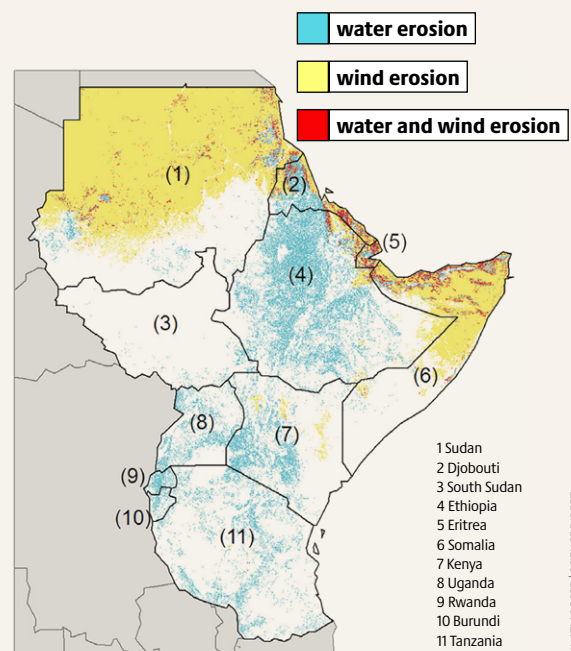 water erosion
wind erosion
water and wind erosion
(1)
(2)
(5)
(4)
(3)
(6)
(8)
(7)
(9)
(10)
(11)
1 Sudan
2 Djobouti
3 South Sudan
4 Ethiopia
5 Eritrea
6 Somalia
7 Kenya
8 Uganda
9 Rwanda
10 Burundi
11 Tanzania